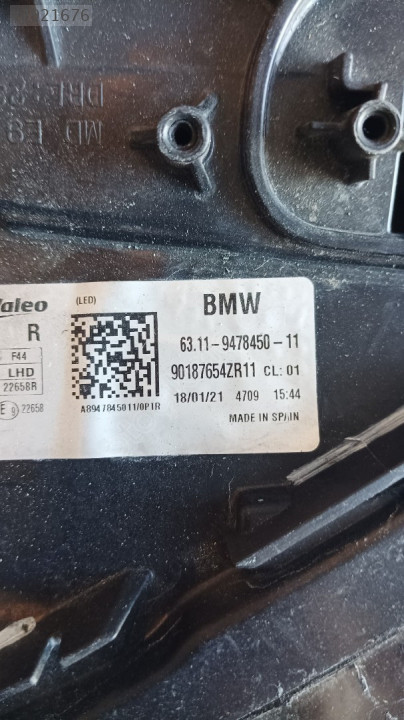 21676
Valeo
(LED)
BMW
R
F44
LHD
22658R
E 9 22658
A8947845011/0P1R
63.11-9478450-11
90187654ZR11 CL: 01
18/01/21 4709 15:44
MADE IN SPAIN